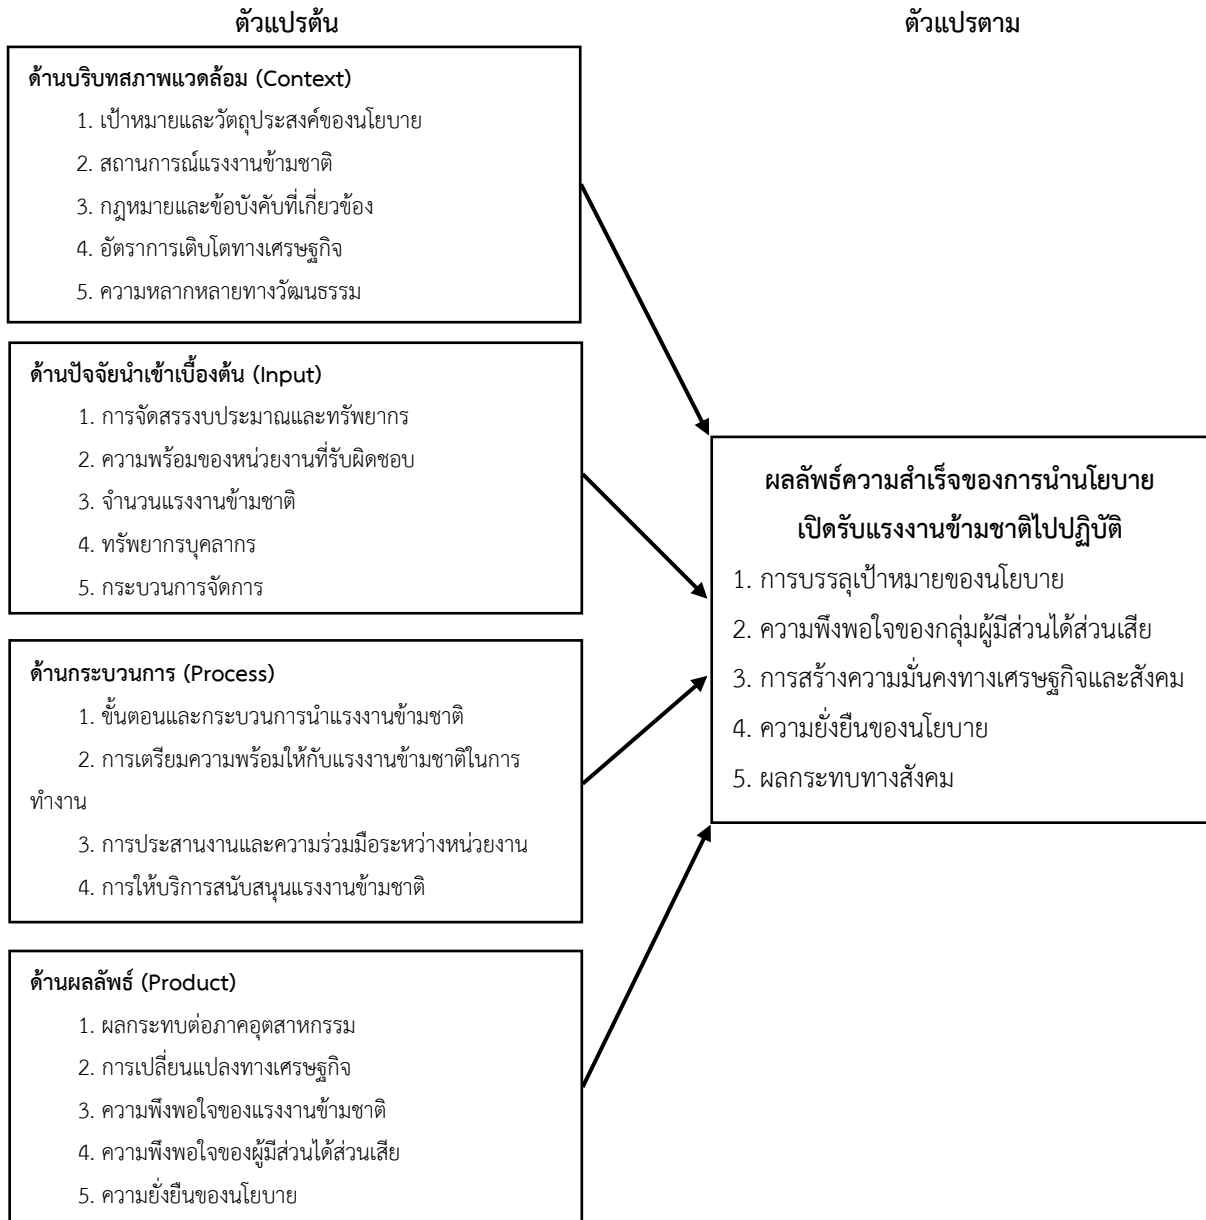 ตัวแปรต้น
ตัวแปรตาม
ด้านบริบทสภาพแวดล้อม (Context)
1. เป้าหมายและวัตถุประสงค์ของนโยบาย
2. สถานการณ์แรงงานข้ามชาติ
3. กฎหมายและข้อบังคับที่เกี่ยวข้อง
4. อัตราการเติบโตทางเศรษฐกิจ
5. ความหลากหลายทางวัฒนธรรม
ด้านปัจจัยนำเข้าเบื้องต้น (Input)
1. การจัดสรรงบประมาณและทรัพยากร
2. ความพร้อมของหน่วยงานที่รับผิดชอบ
3. จำนวนแรงงานข้ามชาติ
4. ทรัพยากรบุคลากร
5. กระบวนการจัดการ
ด้านกระบวนการ (Process)
1. ขั้นตอนและกระบวนการนำแรงงานข้ามชาติ
2. การเตรียมความพร้อมให้กับแรงงานข้ามชาติในการ
ทำงาน
3. การประสานงานและความร่วมมือระหว่างหน่วยงาน
4. การให้บริการสนับสนุนแรงงานข้ามชาติ
ด้านผลลัพธ์ (Product)
1. ผลกระทบต่อภาคอุตสาหกรรม
2. การเปลี่ยนแปลงทางเศรษฐกิจ
3. ความพึงพอใจของแรงงานข้ามชาติ
4. ความพึงพอใจของผู้มีส่วนได้ส่วนเสีย
5. ความยั่งยืนของนโยบาย
ผลลัพธ์ความสำเร็จของการนำนโยบาย
เปิดรับแรงงานข้ามชาติไปปฏิบัติ
1. การบรรลุเป้าหมายของนโยบาย
2. ความพึงพอใจของกลุ่มผู้มีส่วนได้ส่วนเสีย
3. การสร้างความมั่นคงทางเศรษฐกิจและสังคม
4. ความยั่งยืนของนโยบาย
5. ผลกระทบทางสังคม